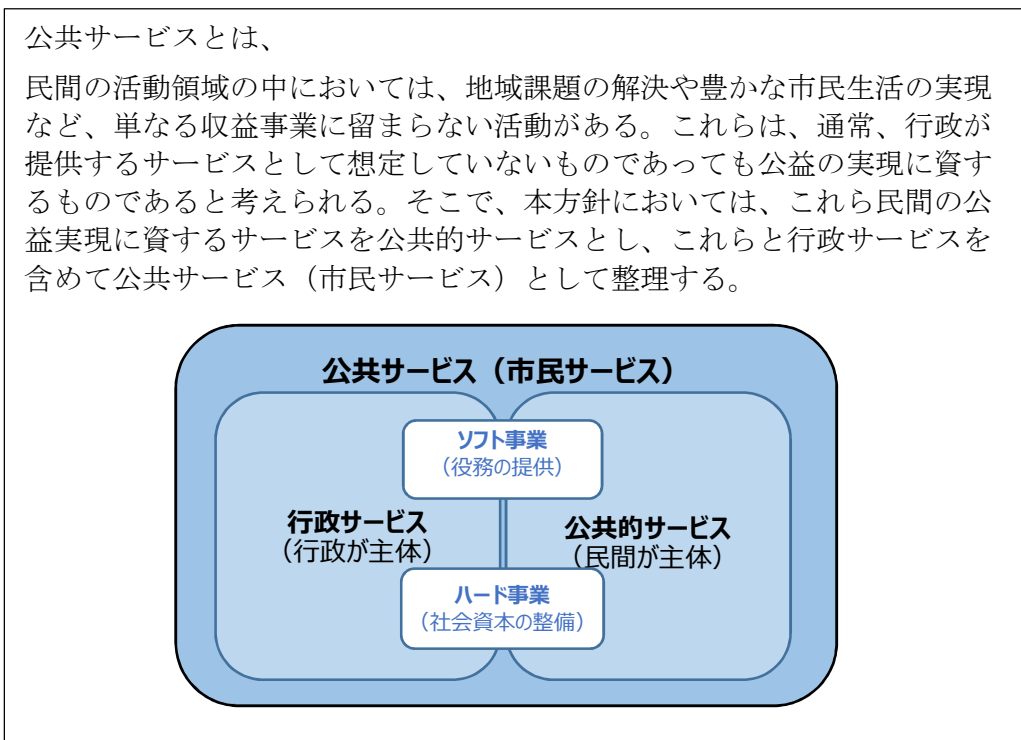 公共サービスとは、
民間の活動領域の中においては、地域課題の解決や豊かな市民生活の実現
など、単なる収益事業に留まらない活動がある。これらは、通常、行政が
提供するサービスとして想定していないものであっても公益の実現に資す
るものであると考えられる。そこで、本方針においては、これら民間の公
益実現に資するサービスを公共的サービスとし、これらと行政サービスを
含めて公共サービス（市民サービス）として整理する。
公共サービス（市民サービス）
ソフト事業
（役務の提供）
行政サービス
（行政が主体）
公共的サービス
（民間が主体）
ハード事業
（社会資本の整備）